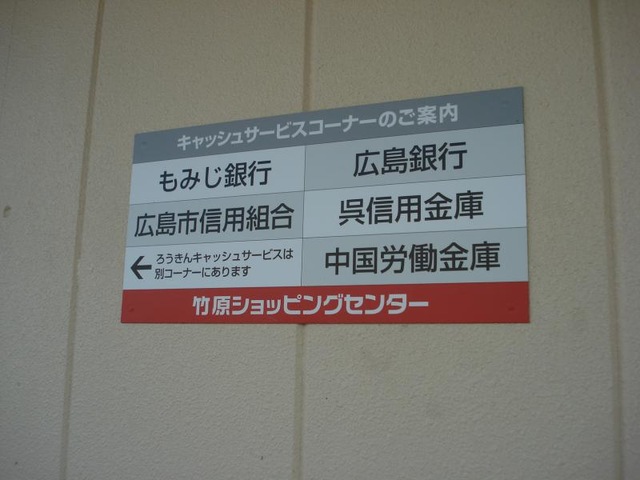 キャッシュサービスコーナーのご案内
もみじ銀行
広島銀行
広島市信用組合
呉信用金庫
←ろうきんキャッシュサービスは
別コーナーにあります
中国労働金庫
竹原ショッピングセンター